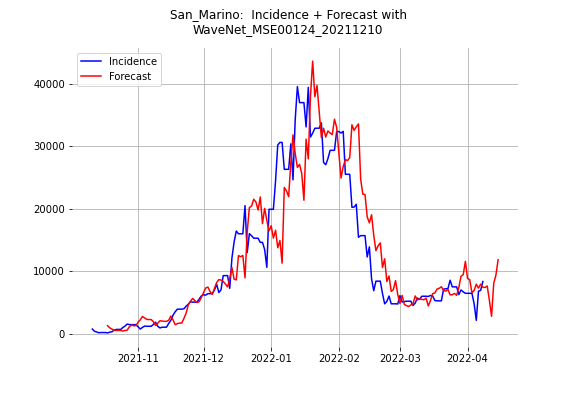 San_Marino:  Incidence + Forecast with
WaveNet_MSE00124_20211210
Incidence
Forecast
40000
30000
20000
10000
0
2021-11
2021-12
2022-01
2022-02
2022-03
2022-04